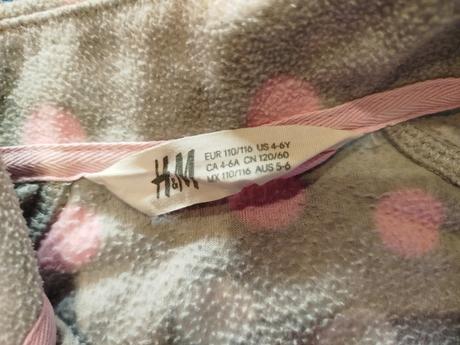 H&M
EUR 110/116 US 4-6Y
CA 4-6A CN 120/60
MX 110/116 AUS 5-6